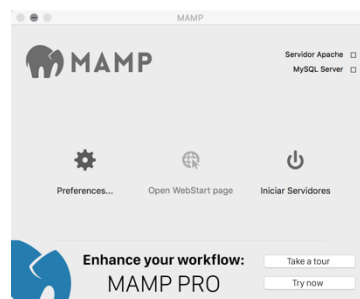 MAMP
MAMP
Servidor Apache
MySQL Server
Preferences...
Open WebStart page
Iniciar Servidores
Enhance your workflow:
MAMP PRO
Take a tour
Try now